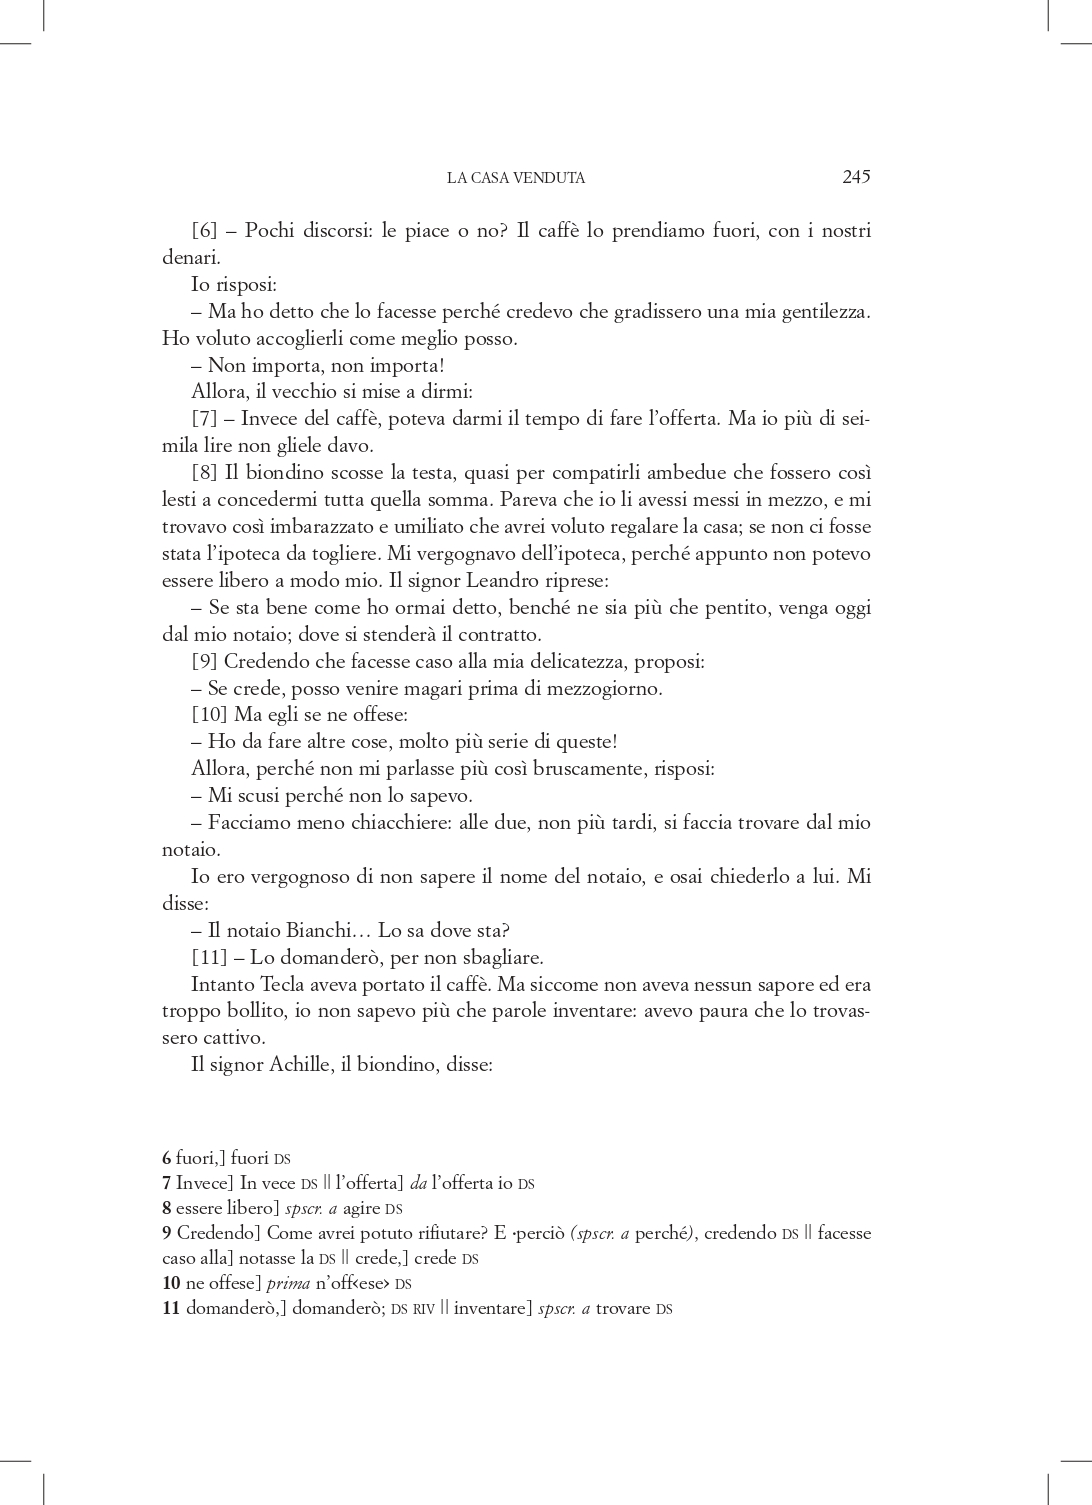 LA CASA VENDUTA 245
[6] – Pochi discorsi: le piace o no? Il caffè lo prendiamo fuori, con i nostri
denari.
Io risposi:
– Ma ho detto che lo facesse perché credevo che gradissero una mia gentilezza.
Ho voluto accoglierli come meglio posso.
– Non importa, non importa!
Allora, il vecchio si mise a dirmi:
[7] – Invece del caffè, poteva darmi il tempo di fare l’offerta. Ma io più di sei-
mila lire non gliele davo.
[8] Il biondino scosse la testa, quasi per compatirli ambedue che fossero così
lesti a concedermi tutta quella somma. Pareva che io li avessi messi in mezzo, e mi
trovavo così imbarazzato e umiliato che avrei voluto regalare la casa; se non ci fosse
stata l’ipoteca da togliere. Mi vergognavo dell’ipoteca, perché appunto non potevo
essere libero a modo mio. Il signor Leandro riprese:
– Se sta bene come ho ormai detto, benché ne sia più che pentito, venga oggi
dal mio notaio; dove si stenderà il contratto.
[9] Credendo che facesse caso alla mia delicatezza, proposi:
– Se crede, posso venire magari prima di mezzogiorno.
[10] Ma egli se ne offese:
– Ho da fare altre cose, molto più serie di queste!
Allora, perché non mi parlasse più così bruscamente, risposi:
– Mi scusi perché non lo sapevo.
– Facciamo meno chiacchiere: alle due, non più tardi, si faccia trovare dal mio
notaio.
Io ero vergognoso di non sapere il nome del notaio, e osai chiederlo a lui. Mi
disse:
– Il notaio Bianchi… Lo sa dove sta?
[11] – Lo domanderò, per non sbagliare.
Intanto Tecla aveva portato il caffè. Ma siccome non aveva nessun sapore ed era
troppo bollito, io non sapevo più che parole inventare: avevo paura che lo trovas-
sero cattivo.
Il signor Achille, il biondino, disse:
6 fuori,] fuori DS
7 Invece] In vece DS || l’offerta] da l’offerta io DS
8 essere libero] spscr. a agire DS
9 Credendo] Come avrei potuto rifiutare? E ·perciò (spscr. a perché), credendo DS || facesse
caso alla] notasse la DS || crede,] crede DS
10 ne offese] prima n’off‹ese› DS
11 domanderò,] domanderò; DS RIV || inventare] spscr. a trovare DS